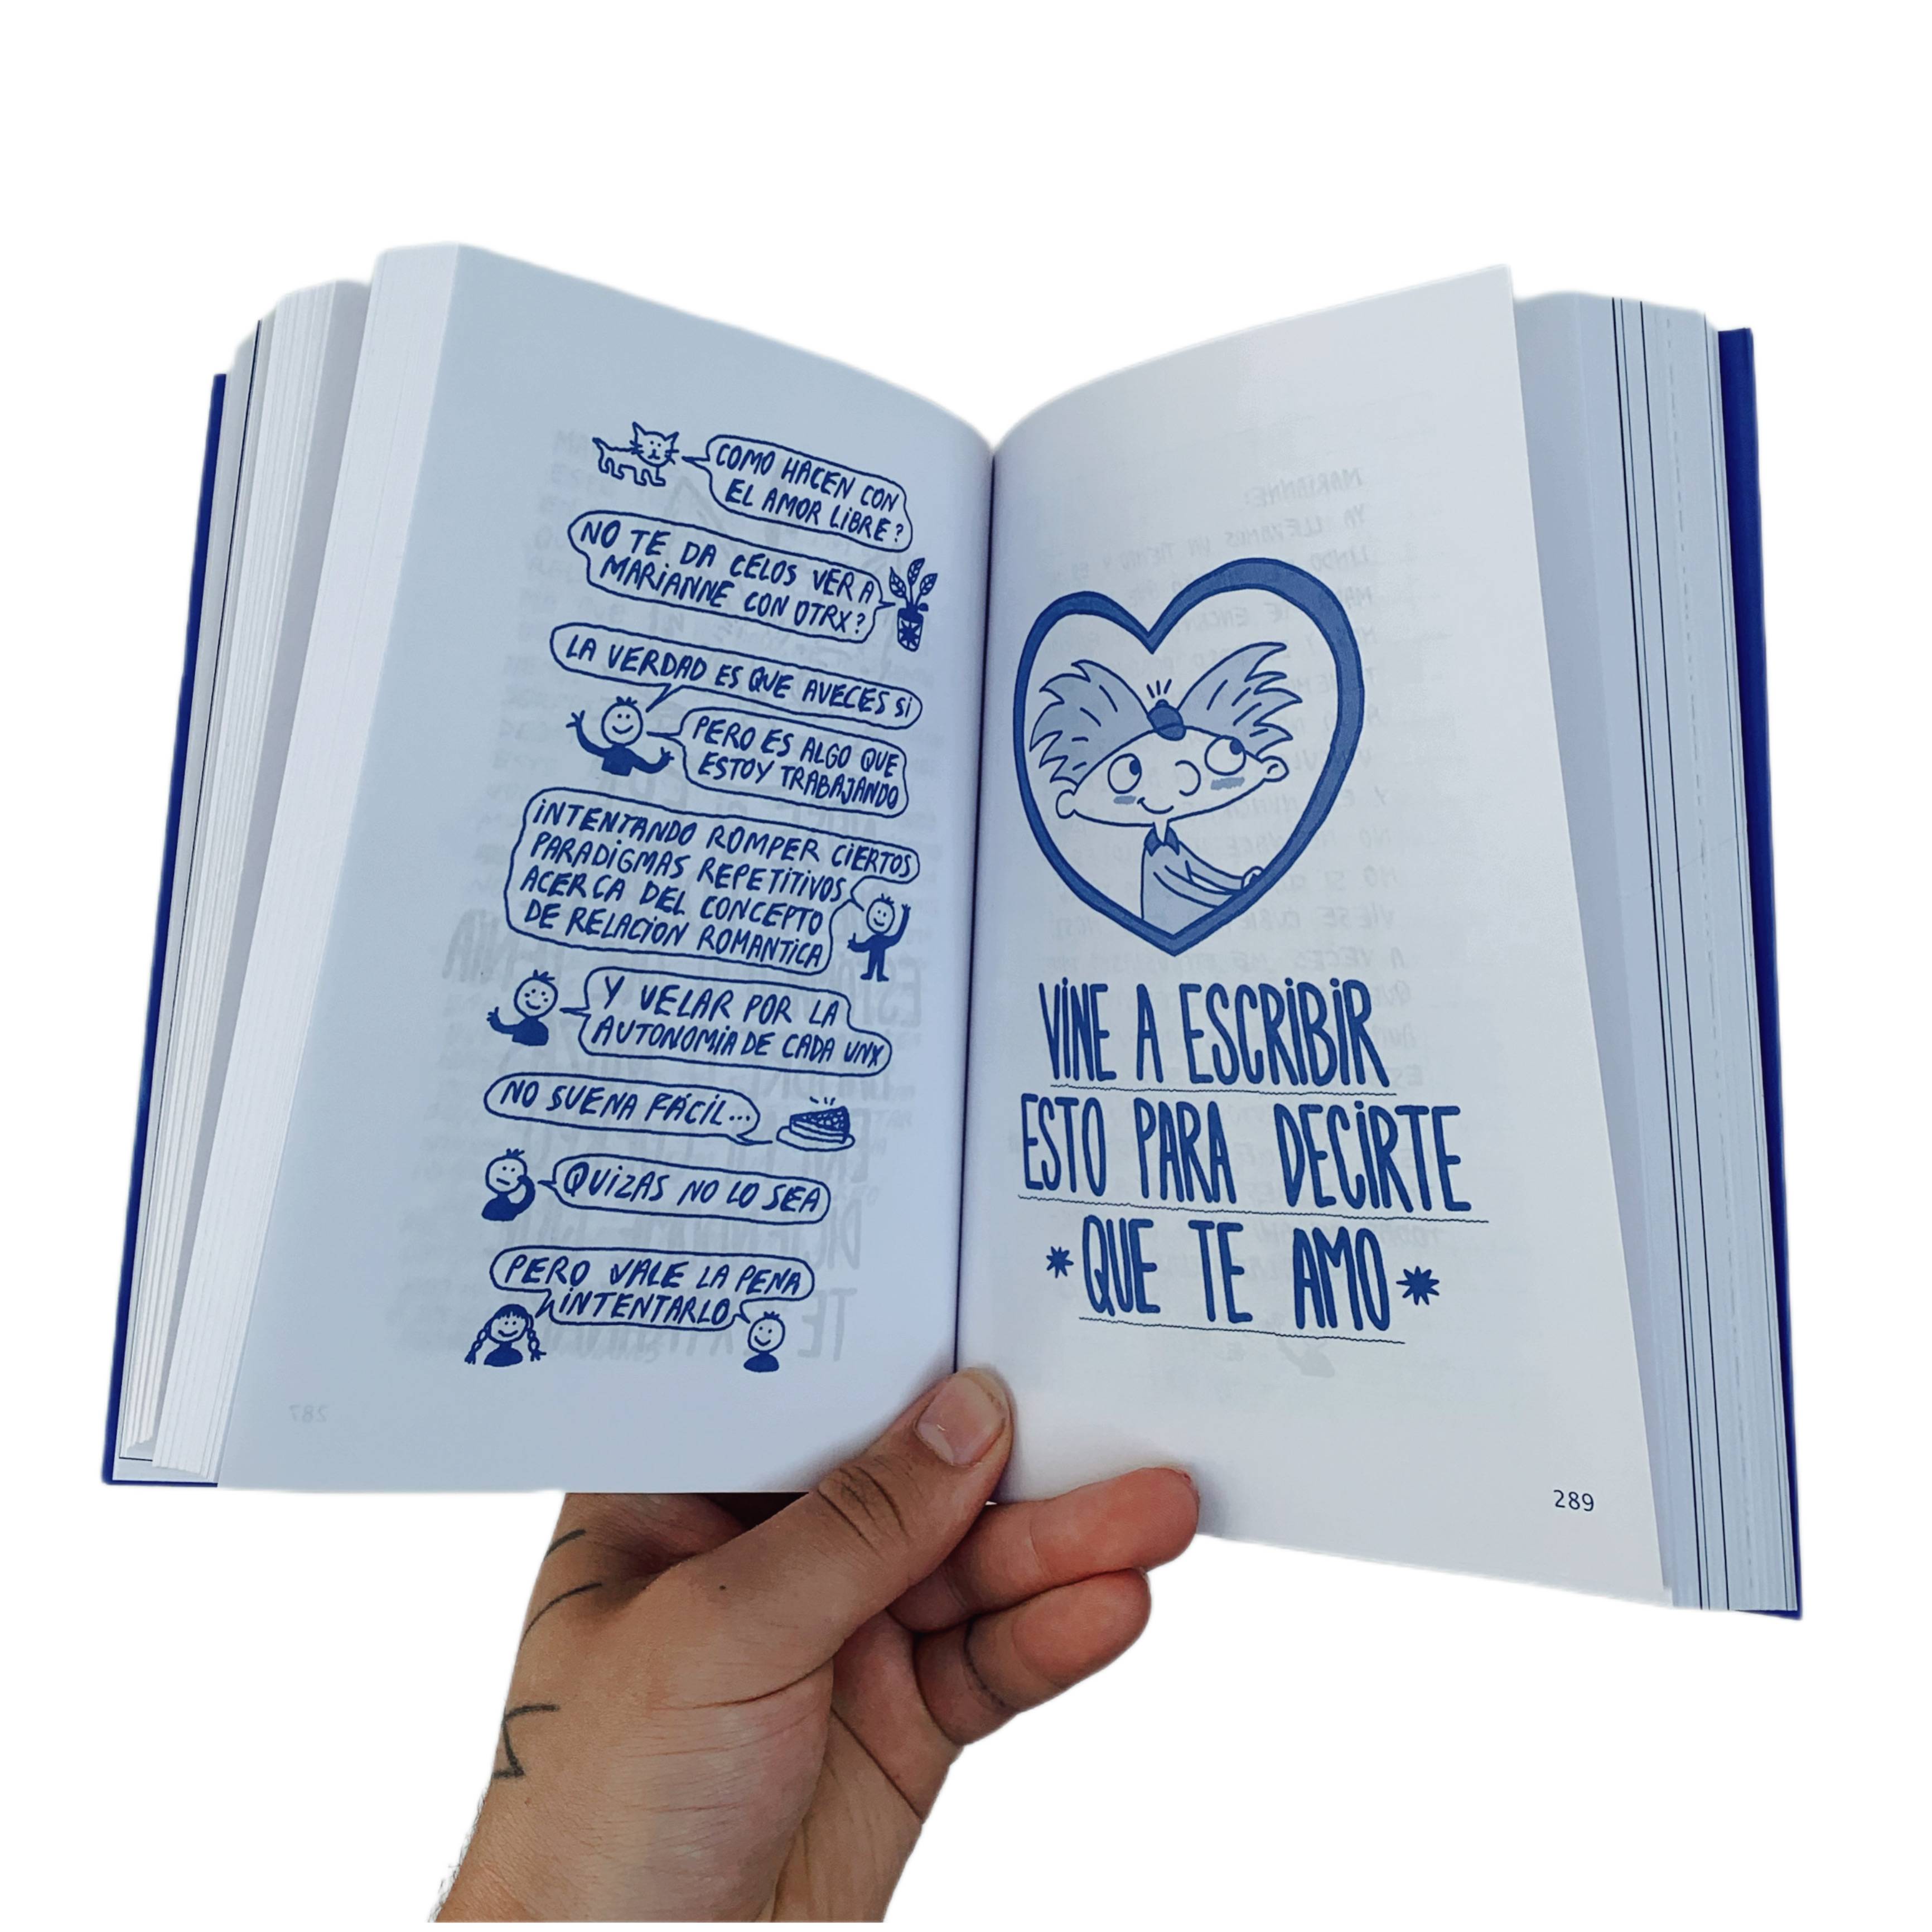 COMO HACEN CON
EL AMOR LIBRE?
NO TE DA CELOS VER A
MARIANNE CON OTRX?
LA VERDAD ES QUE AVECES Si
PERO ES ALGO QUE
ESTOY TRABAJANDO
INTENTANDO ROMPER CIERTOS
PARADIGMAS REPETITIVOS
ACERCA DEL CONCEPTO
DE RELACION ROMANTICA
Y VELAR POR LA
AUTONOMIA DE CADA UNX
NO SUENA FÁCIL...
QUIZAS NO LO SEA
PERO VALE LA PENA
INTENTARLO
287
VINE A ESCRIBIR
ESTO PARA DECIRTE
*QUE TE AMO*
289
MARIANNE: